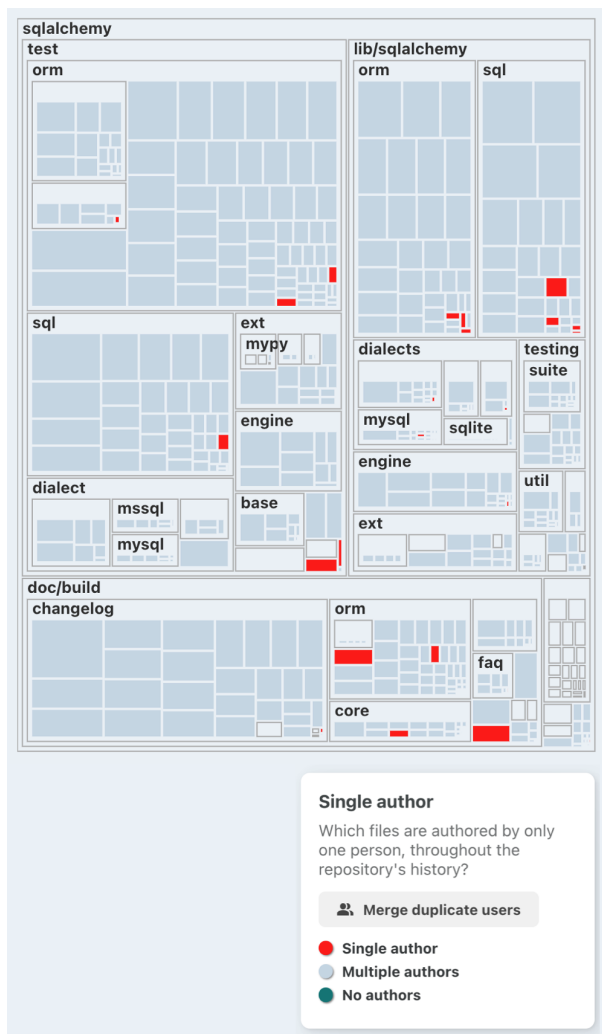 sqlalchemy
test
lib/sqlalchemy
orm
orm
sql
sql
ext
mypy
dialects
testing
suite
mysql
sqlite
engine
engine
dialect
mssql
mysql
base
util
ext
doc/build
changelog
orm
faq
core
Single author
Which files are authored by only
one person, throughout the
repository's history?
Merge duplicate users
Single author
Multiple authors
No authors